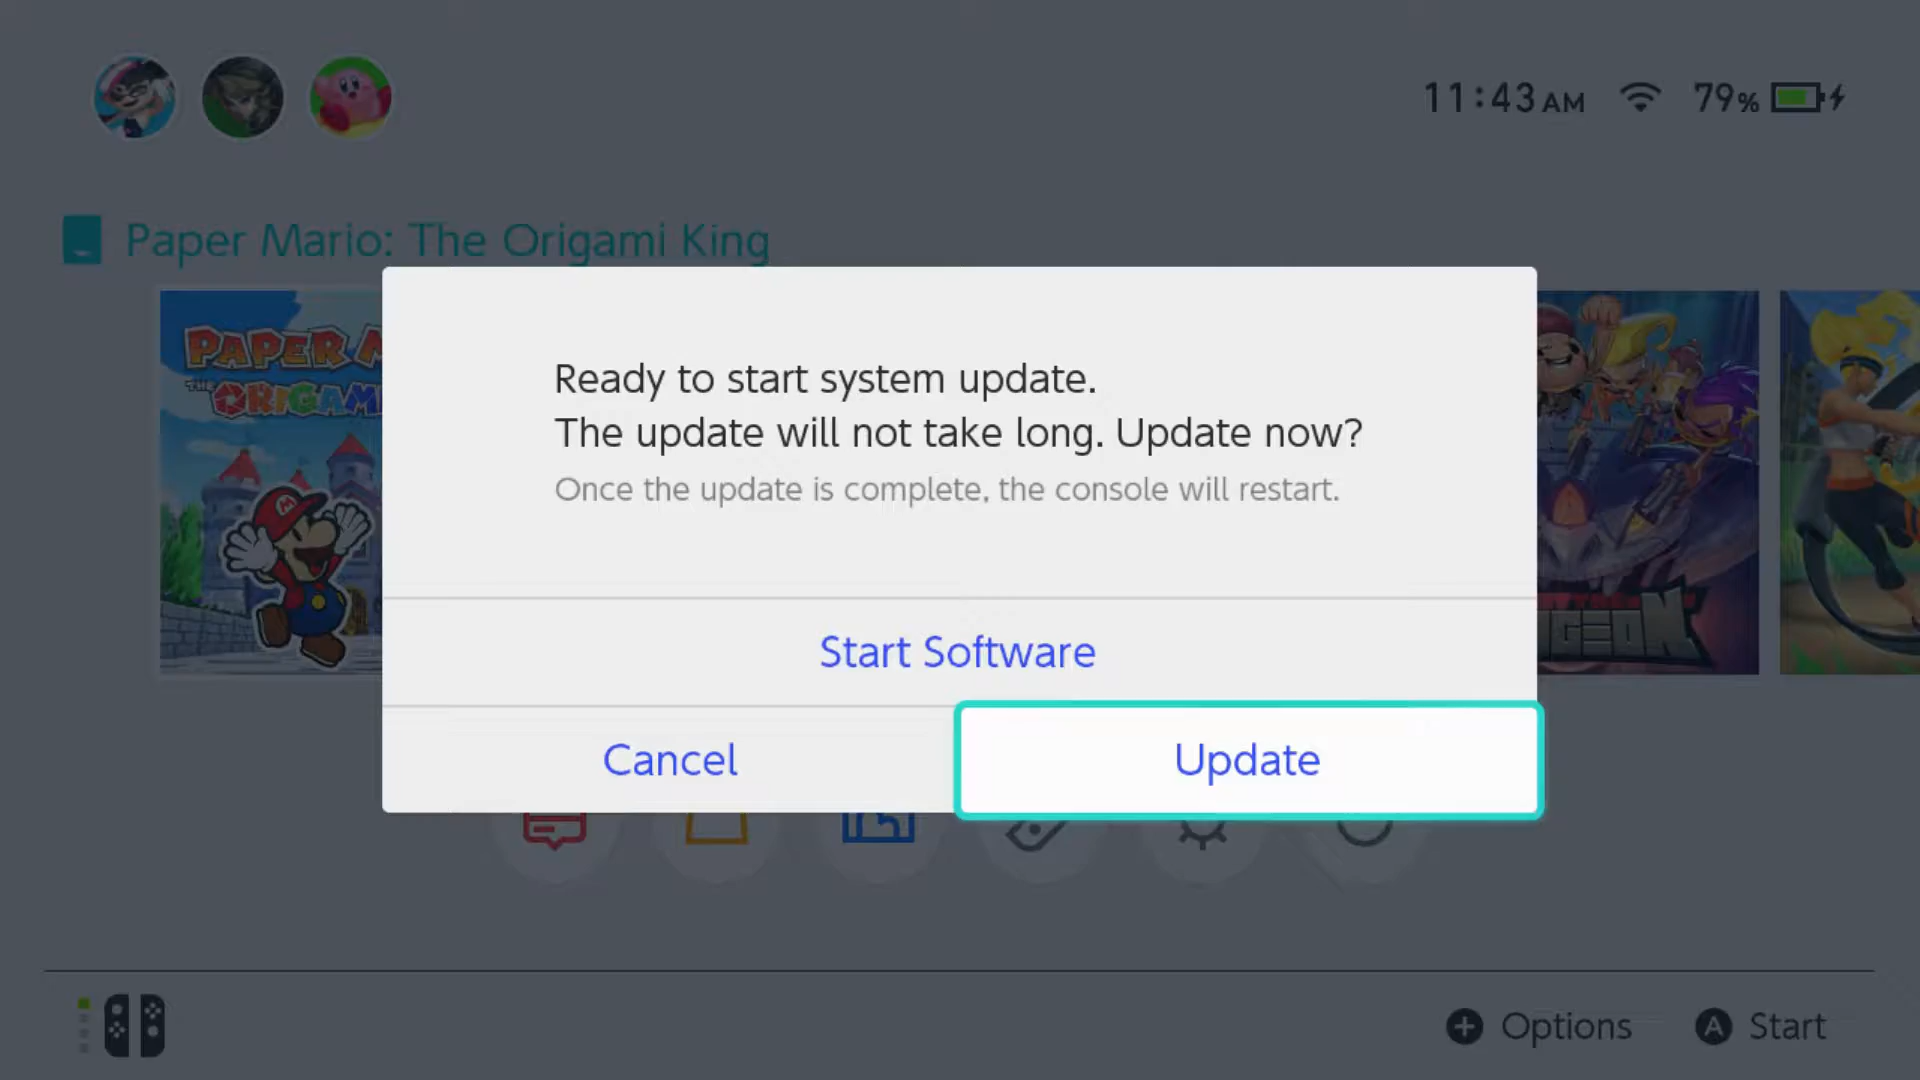 11:43 AM 79%
Paper Mario: The Origami King
PAPER M
THE ORIGAMI
Ready to start system update.
The update will not take long. Update now?
Once the update is complete, the console will restart.
Start Software
Cancel
Update
Options
A Start